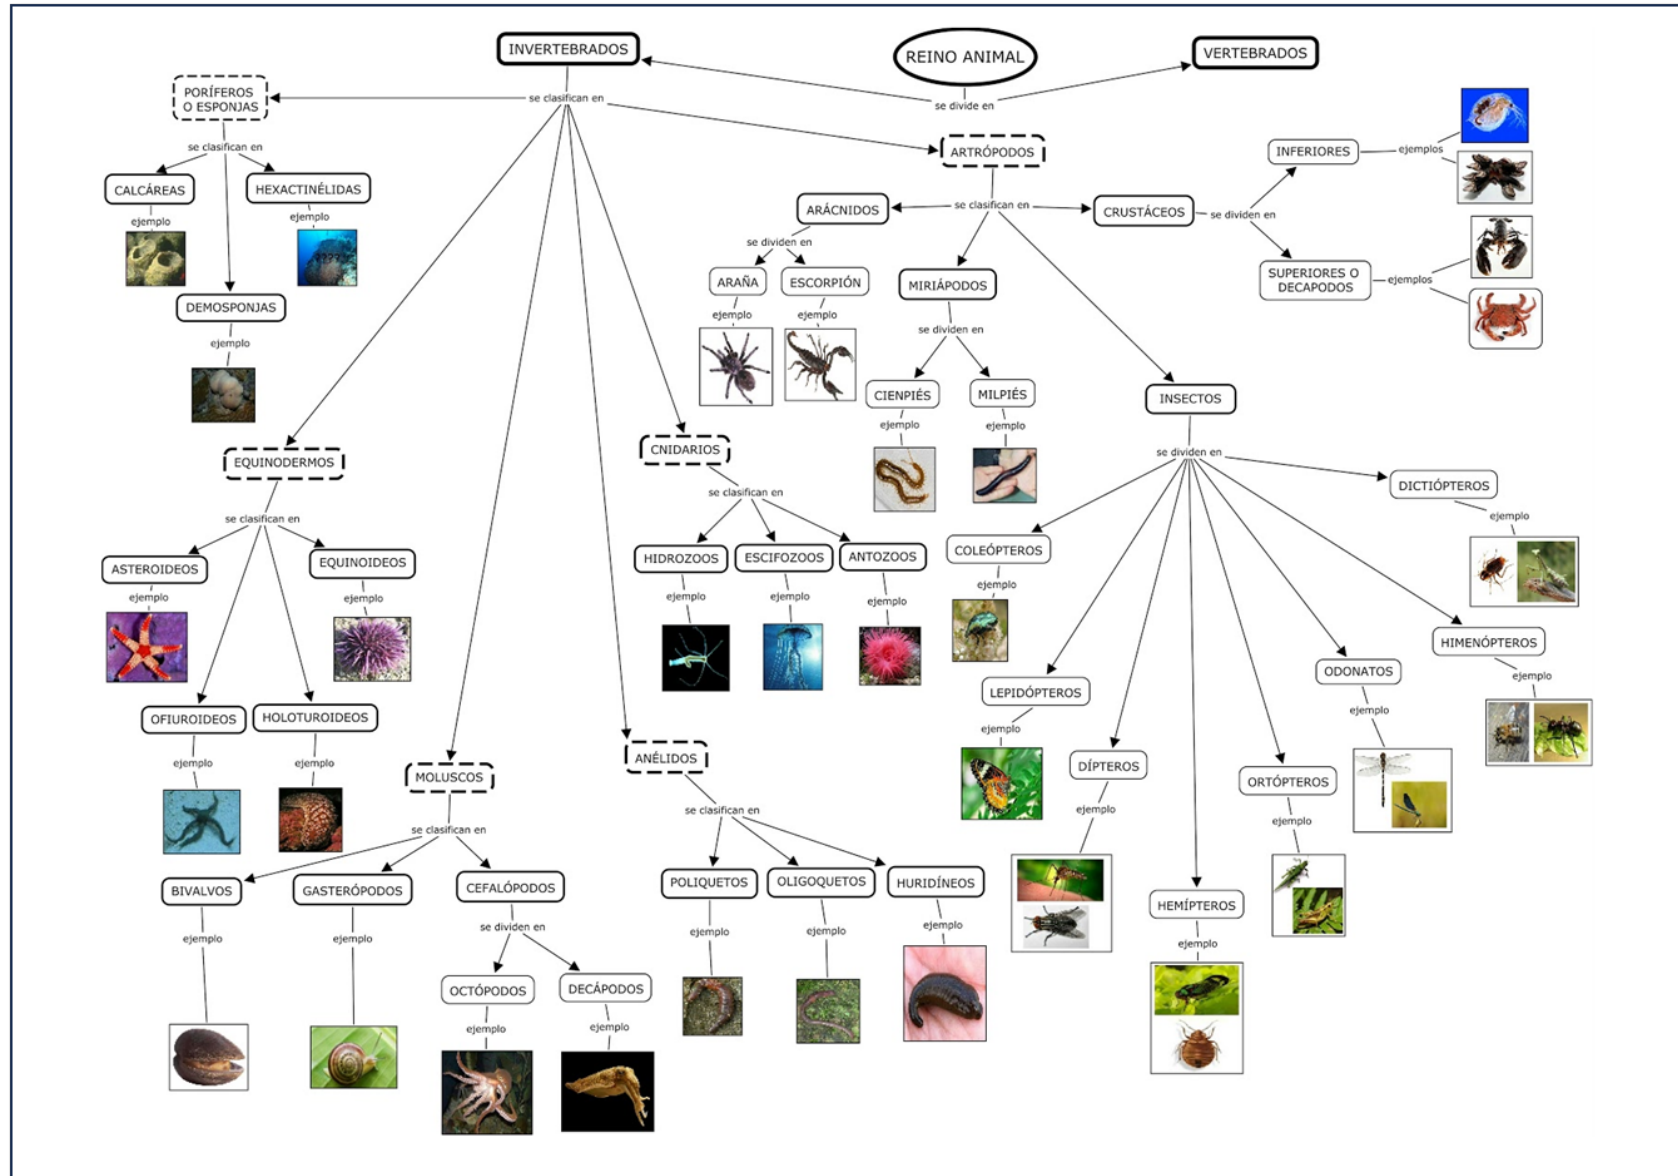 REINO ANIMAL
se divide en
INVERTEBRADOS
VERTEBRADOS
se clasifican en
PORÍFEROS
O ESPONJAS
se clasifican en
CALCÁREAS
ejemplo
HEXACTINÉLIDAS
ejemplo
????
DEMOSPONJAS
ejemplo
EQUINODERMOS
se clasifican en
ASTEROIDEOS
ejemplo
EQUINOIDEOS
ejemplo
OFIUROIDEOS
ejemplo
HOLOTUROIDEOS
ejemplo
MOLUSCOS
se clasifican en
BIVALVOS
ejemplo
GASTERÓPODOS
ejemplo
CEFALÓPODOS
se dividen en
OCTÓPODOS
ejemplo
DECÁPODOS
ejemplo
ANÉLIDOS
se clasifican en
POLIQUETOS
ejemplo
OLIGOQUETOS
ejemplo
HURIDÍNEOS
ejemplo
CNIDARIOS
se clasifican en
HIDROZOOS
ejemplo
ESCIFOZOOS
ejemplo
ANTOZOOS
ejemplo
ARTRÓPODOS
se clasifican en
ARÁCNIDOS
se dividen en
ARAÑA
ejemplo
ESCORPIÓN
ejemplo
MIRIÁPODOS
se dividen en
CIENPIÉS
ejemplo
MILPIÉS
ejemplo
CRUSTÁCEOS
se dividen en
INFERIORES
ejemplos
SUPERIORES O
DECAPODOS
ejemplos
INSECTOS
se dividen en
COLEÓPTEROS
ejemplo
LEPIDÓPTEROS
ejemplo
DÍPTEROS
ejemplo
HEMÍPTEROS
ejemplo
ORTÓPTEROS
ejemplo
ODONATOS
ejemplo
HIMENÓPTEROS
ejemplo
DICTIÓPTEROS
ejemplo